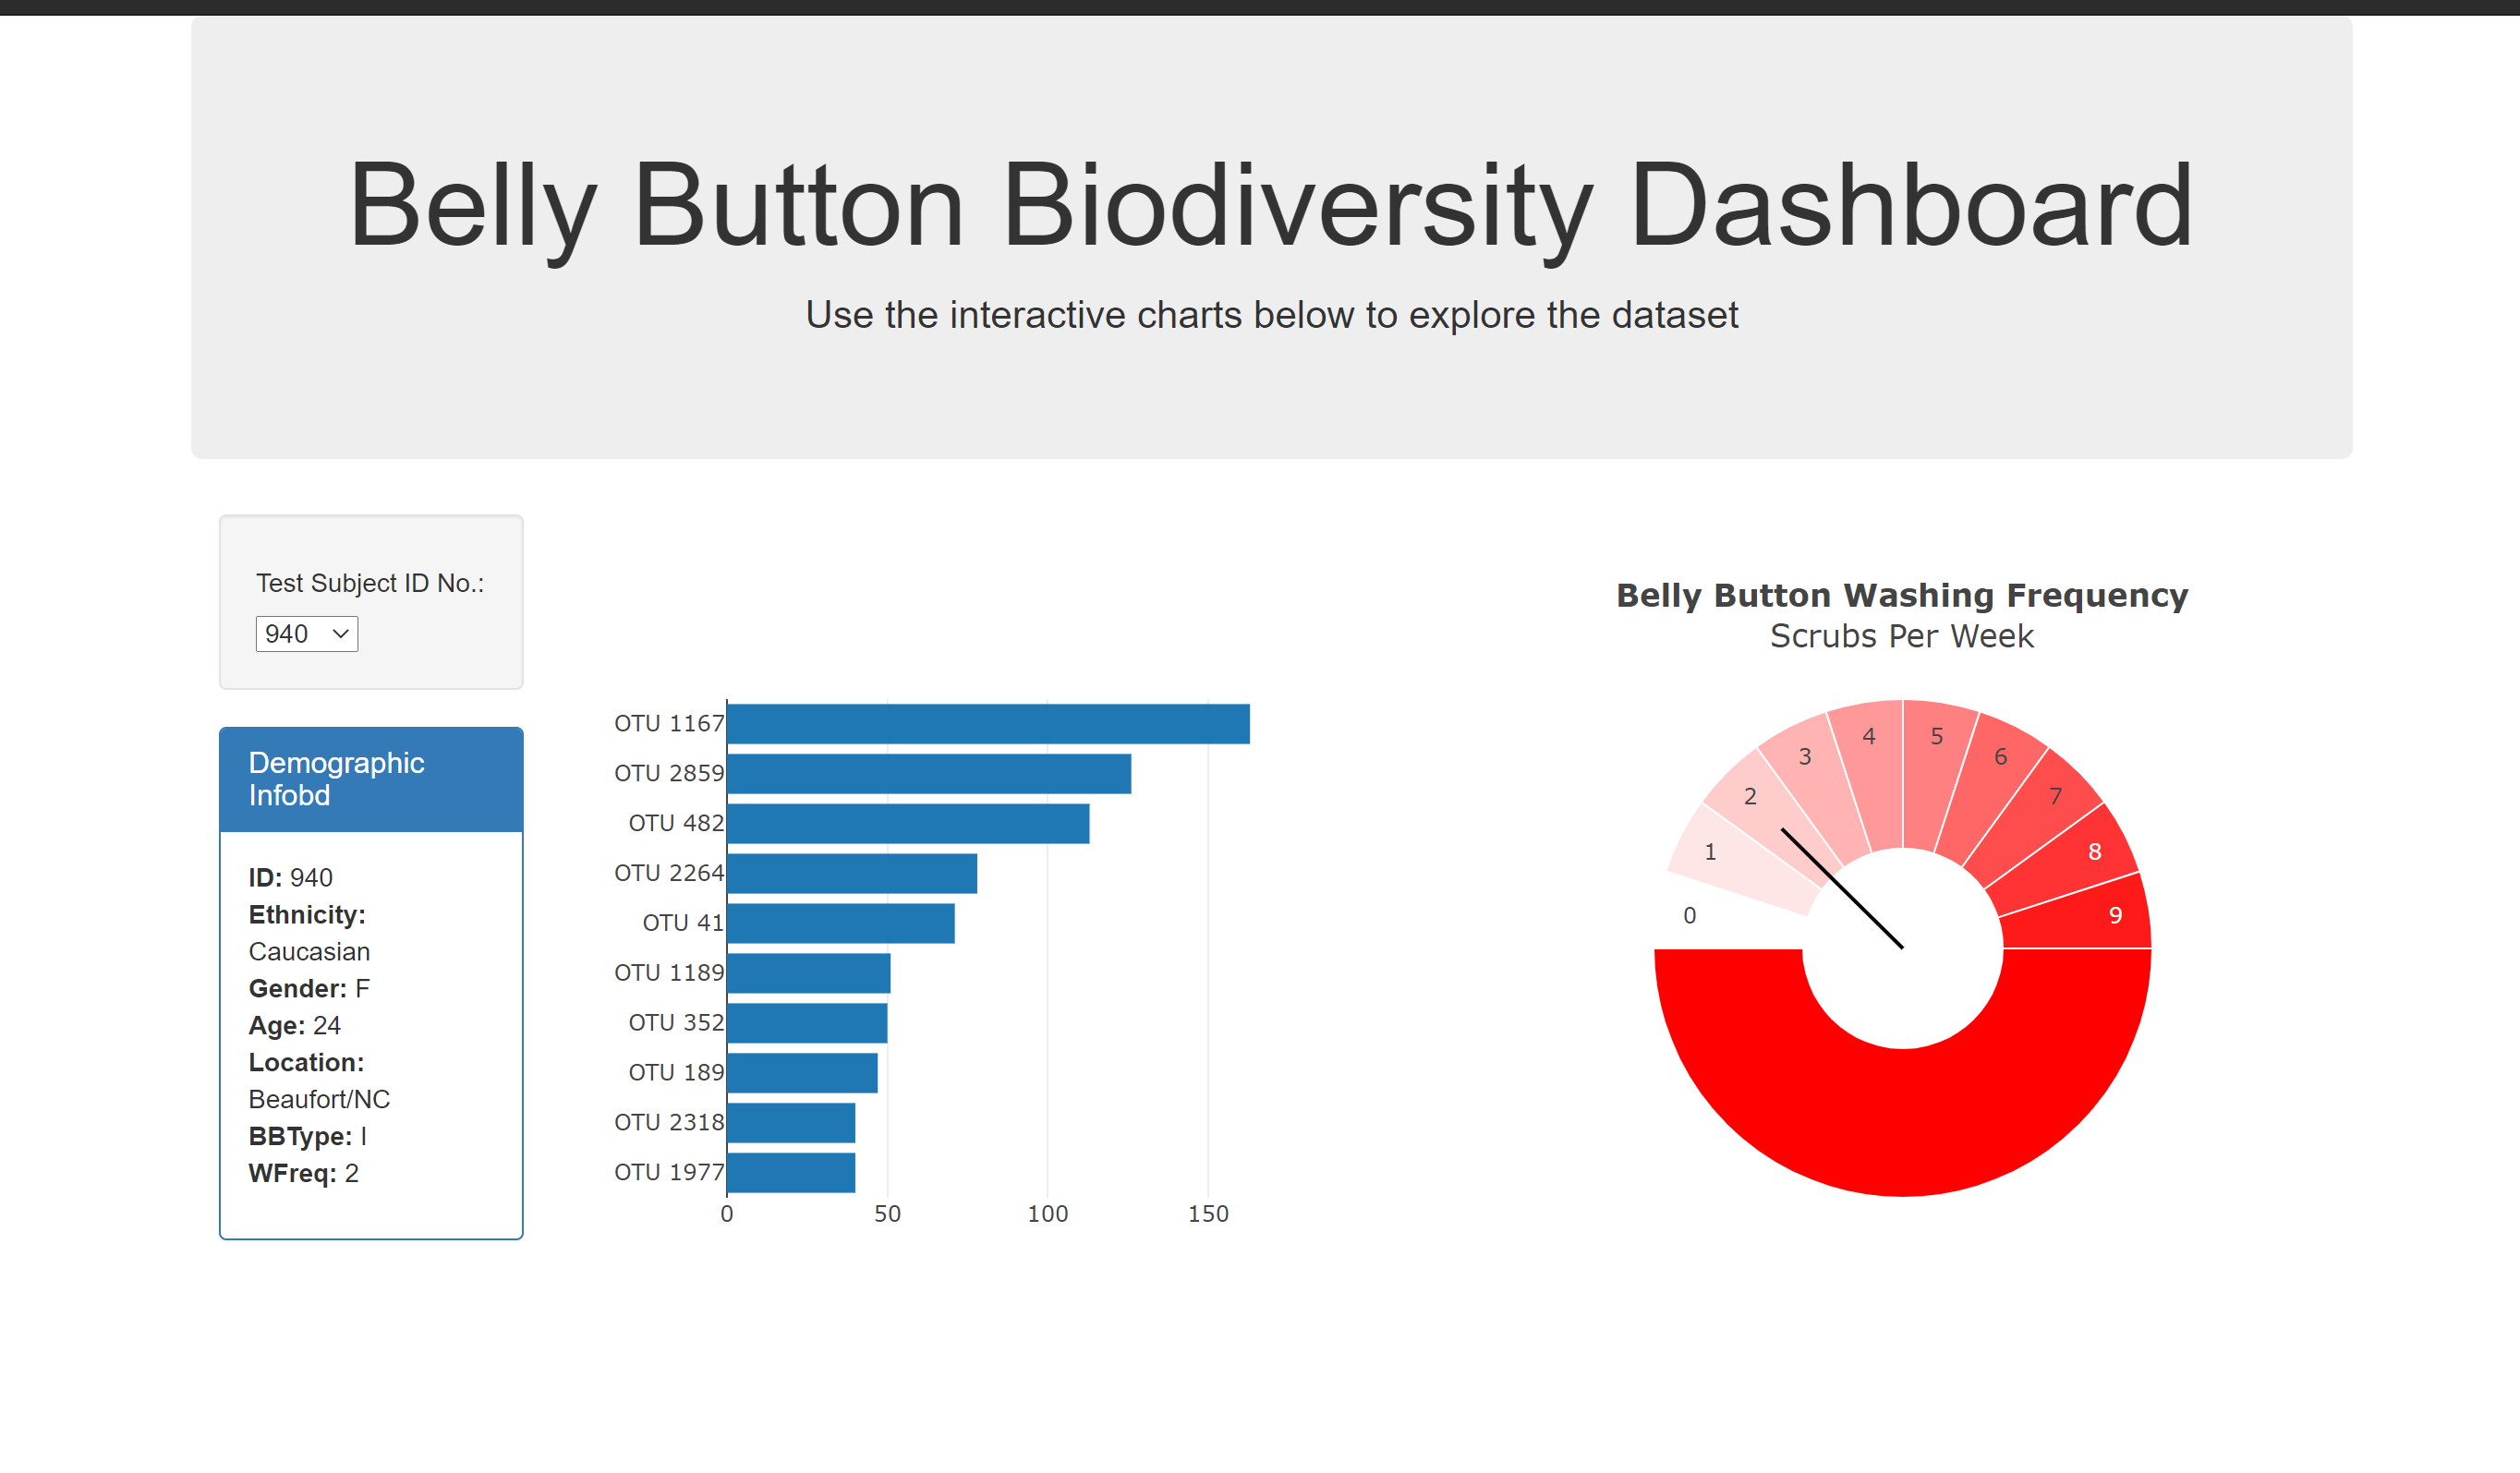 Belly Button Biodiversity Dashboard
Use the interactive charts below to explore the dataset
Test Subject ID No.:
940
Demographic
Infobd
ID: 940
Ethnicity:
Caucasian
Gender: F
Age: 24
Location:
Beaufort/NC
BBType: I
WFreq: 2
OTU 1167
OTU 2859
OTU 482
OTU 2264
OTU 41
OTU 1189
OTU 352
OTU 189
OTU 2318
OTU 1977
0 50 100 150
Belly Button Washing Frequency
Scrubs Per Week
0
1
2
3
4
5
6
7
8
9